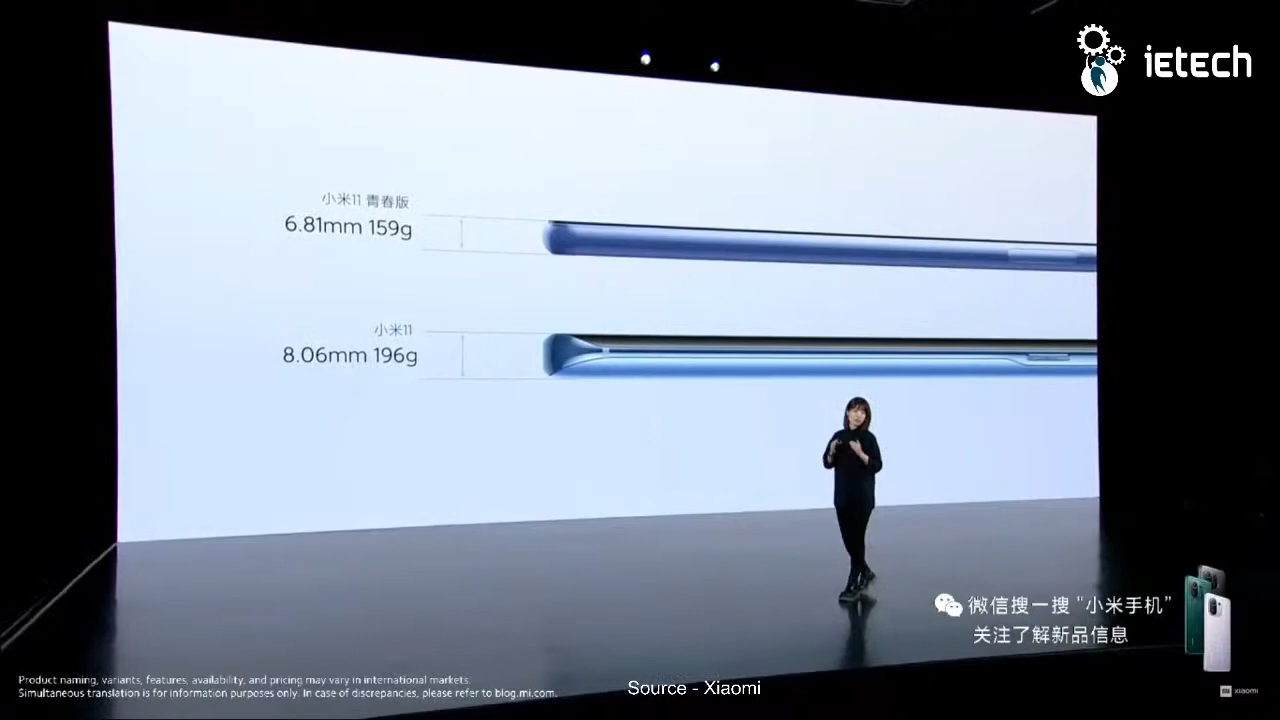 ietech
小米11 青春版
6.81mm 159g
小米11
8.06mm 196g
微信搜一搜 “小米手机”
关注了解新品信息
Product naming, variants, features, availability, and pricing may vary in international markets.
Simultaneous translation is for information purposes only. In case of discrepancies, please refer to blog.mi.com.
Source - Xiaomi
mi xiaomi